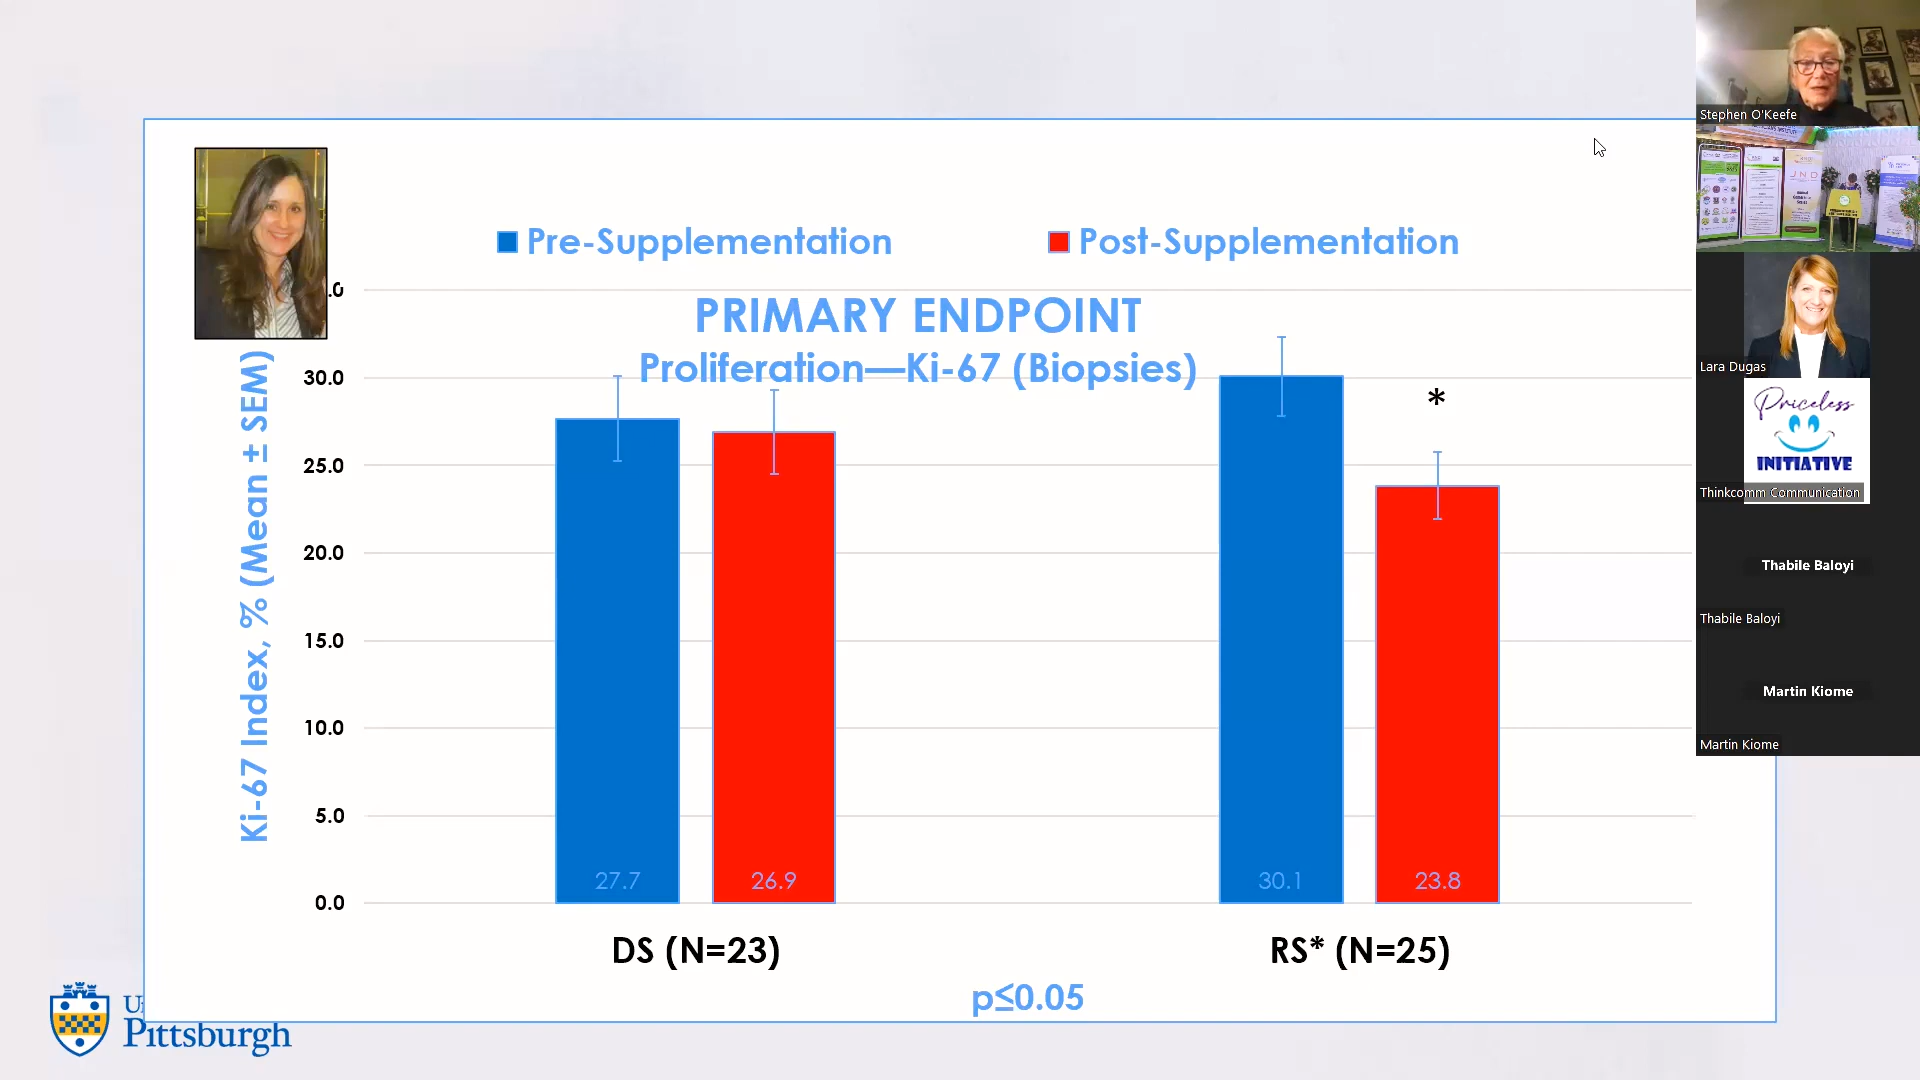 Pre-Supplementation
Post-Supplementation
PRIMARY ENDPOINT
Proliferation—Ki-67 (Biopsies)
Ki-67 Index, % (Mean ± SEM)
.0
30.0
25.0
20.0
15.0
10.0
5.0
0.0
*
27.7
26.9
30.1
23.8
DS (N=23)
RS* (N=25)
p≤0.05
Pittsburgh
Stephen O'Keefe
JND
Lara Dugas
Priceless
INITIATIVE
Thinkcomm Communication
Thabile Baloyi
Thabile Baloyi
Martin Kiome
Martin Kiome